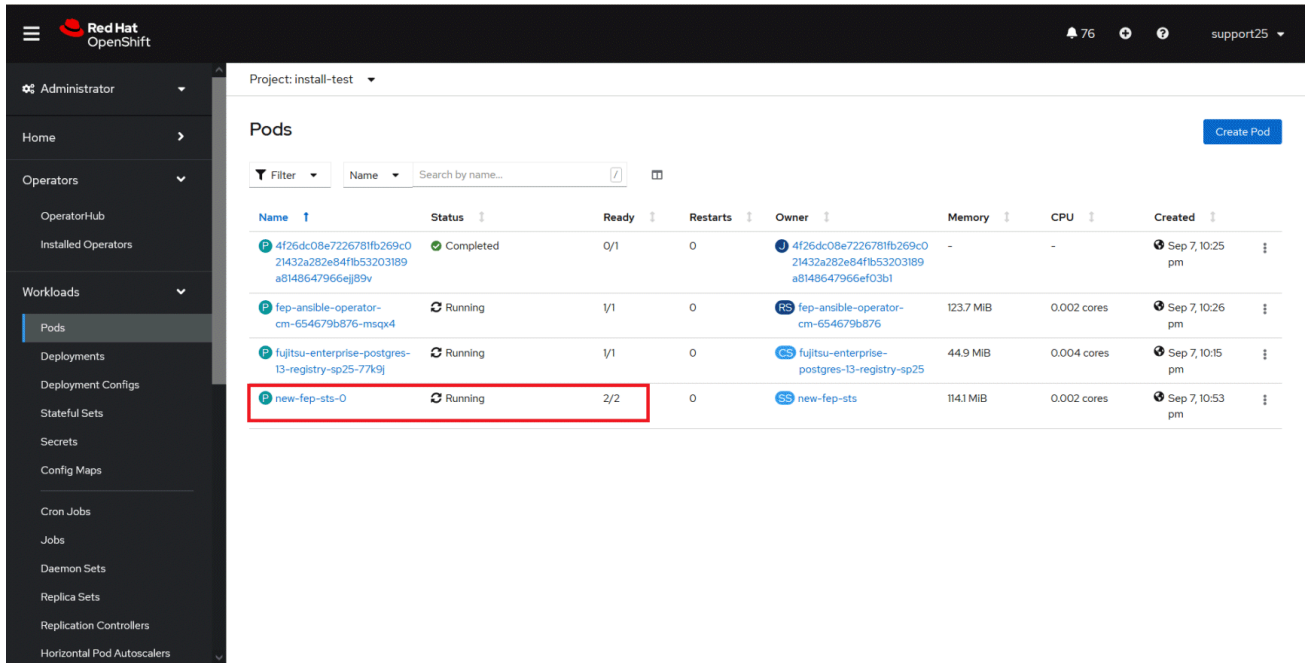 Red Hat
OpenShift
76
support25
Administrator
Project: install-test
Home
Pods
Create Pod
Operators
Filter
Name
Search by name...
/
OperatorHub
Name Status Ready Restarts Owner Memory CPU Created
Installed Operators
P 4f26dc08e7226781fb269c0 Completed 0/1 0 J 4f26dc08e7226781fb269c0 - - Sep 7, 10:25
21432a282e84f1b53203189 21432a282e84f1b53203189 pm
a8148647966ejj89v a8148647966ef03b1
Workloads
P fep-ansible-operator- Running 1/1 0 RS fep-ansible-operator- 123.7 MiB 0.002 cores Sep 7, 10:26
cm-654679b876-msqx4 cm-654679b876 pm
Pods
P fujitsu-enterprise-postgres- Running 1/1 0 CS fujitsu-enterprise- 44.9 MiB 0.004 cores Sep 7, 10:15
13-registry-sp25-77k9j postgres-13-registry-sp25 pm
Deployments
Deployment Configs
P new-fep-sts-0 Running 2/2 0 SS new-fep-sts 114.1 MiB 0.002 cores Sep 7, 10:53
pm
Stateful Sets
Secrets
Config Maps
Cron Jobs
Jobs
Daemon Sets
Replica Sets
Replication Controllers
Horizontal Pod Autoscalers